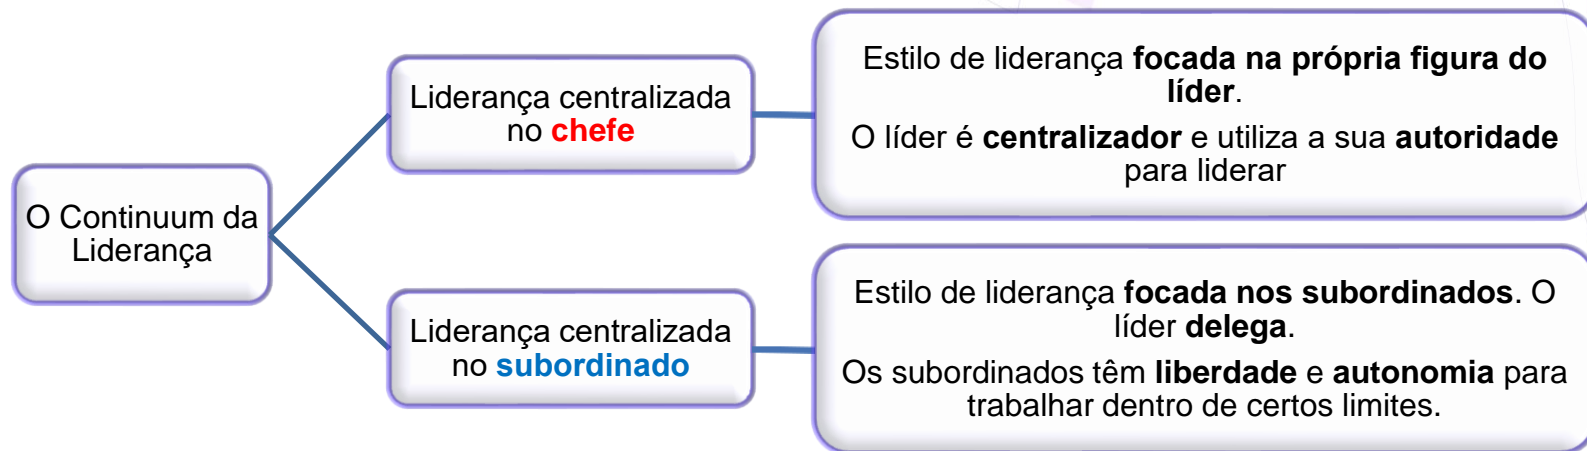 O Continuum da
Liderança
Liderança centralizada
no chefe
Estilo de liderança focada na própria figura do
líder.
O líder é centralizador e utiliza a sua autoridade
para liderar
Liderança centralizada
no subordinado
Estilo de liderança focada nos subordinados. O
líder delega.
Os subordinados têm liberdade e autonomia para
trabalhar dentro de certos limites.